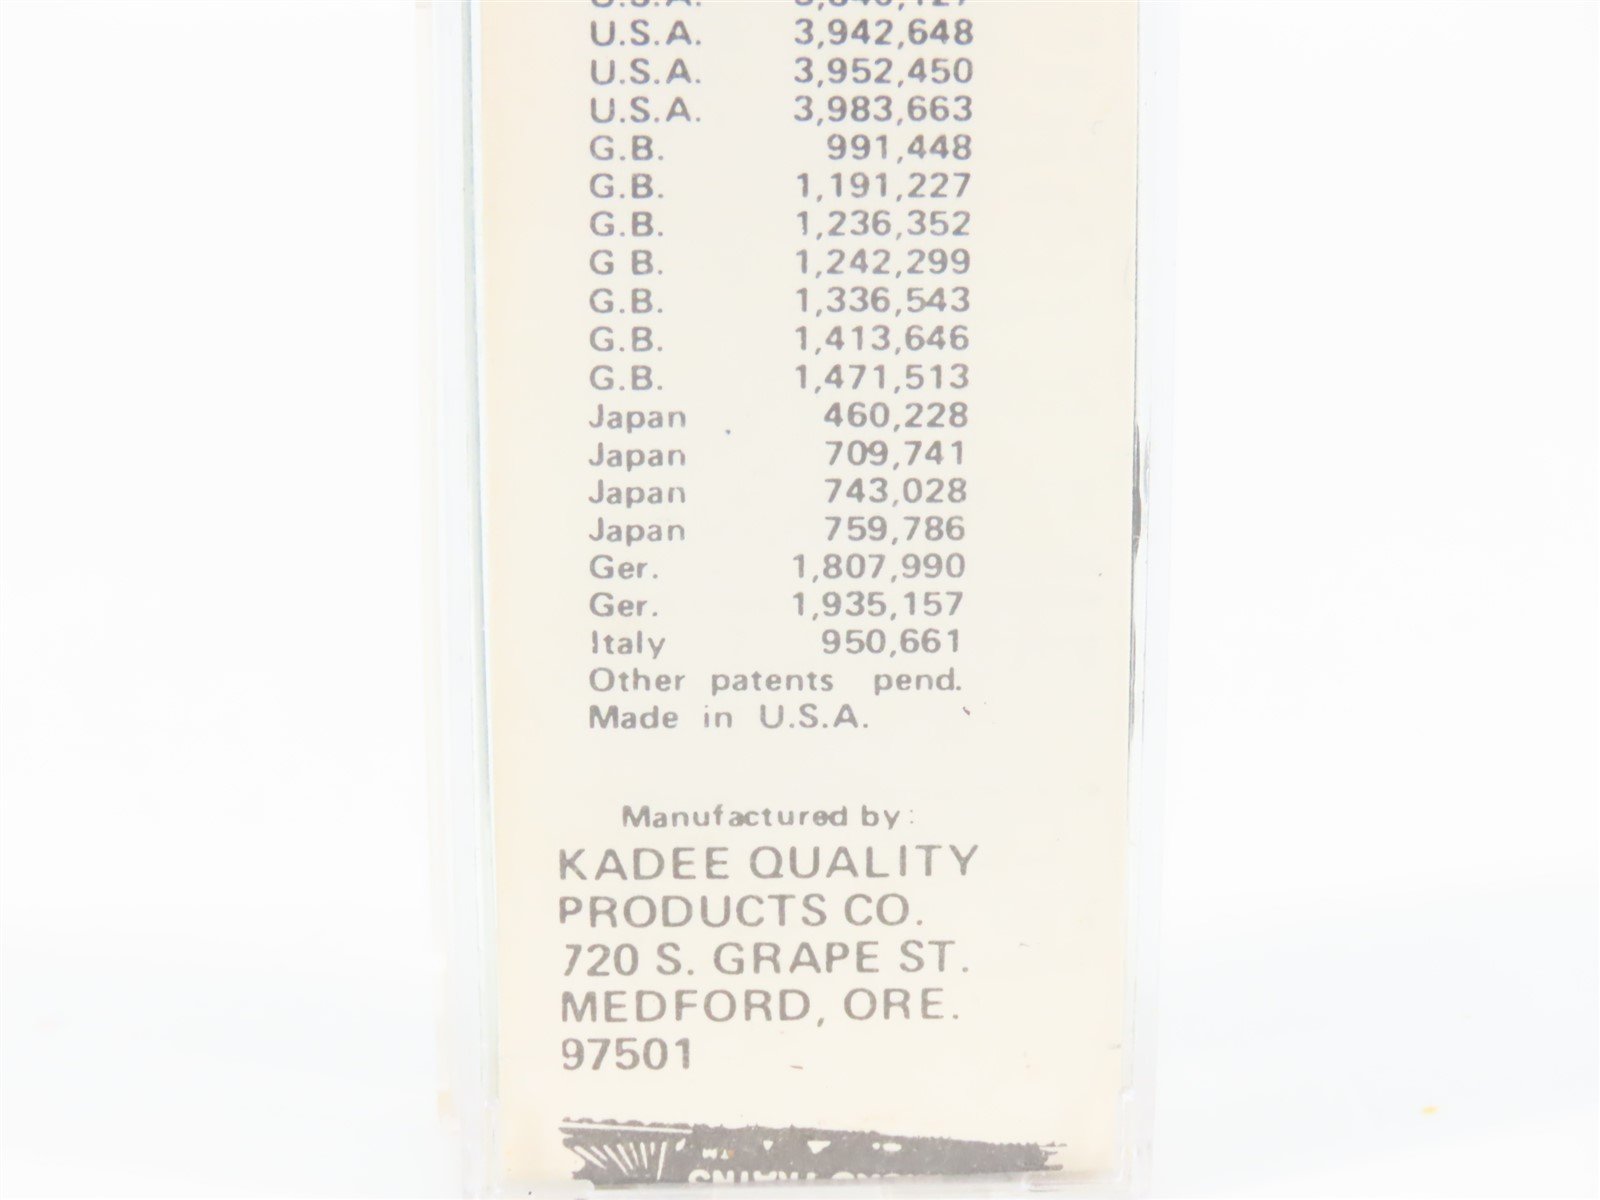 U.S.A. 3,942,648
U.S.A. 3,952,450
U.S.A. 3,983,663
G.B. 991,448
G.B. 1,191,227
G.B. 1,236,352
G B. 1,242,299
G.B. 1,336,543
G.B. 1,413,646
G.B. 1,471,513
Japan 460,228
Japan 709,741
Japan 743,028
Japan 759,786
Ger. 1,807,990
Ger. 1,935,157
Italy 950,661
Other patents pend.
Made in U.S.A.
Manufactured by:
KADEE QUALITY
PRODUCTS CO.
720 S. GRAPE ST.
MEDFORD, ORE.
97501